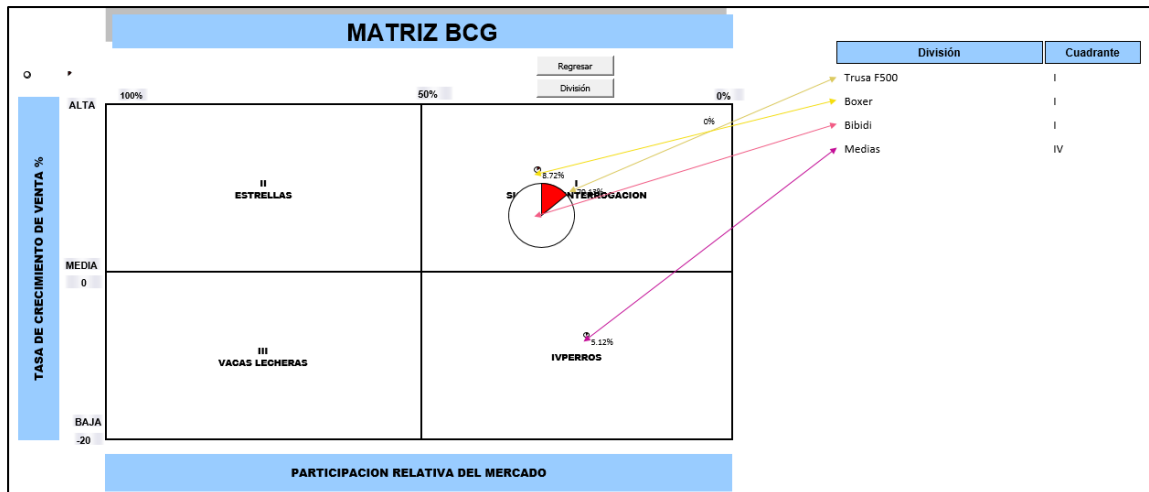 MATRIZ BCG
Regresar
División
División
Cuadrante
Trusa F500
I
Boxer
I
Bibidi
I
Medias
IV
ALTA
100%
50%
0%
0%
8.72%
II
ESTRELLAS
I
TASA DE CRECIMIENTO DE VENTA %
MEDIA
0
III
VACAS LECHERAS
5.12%
IVPERROS
BAJA
-20
PARTICIPACION RELATIVA DEL MERCADO